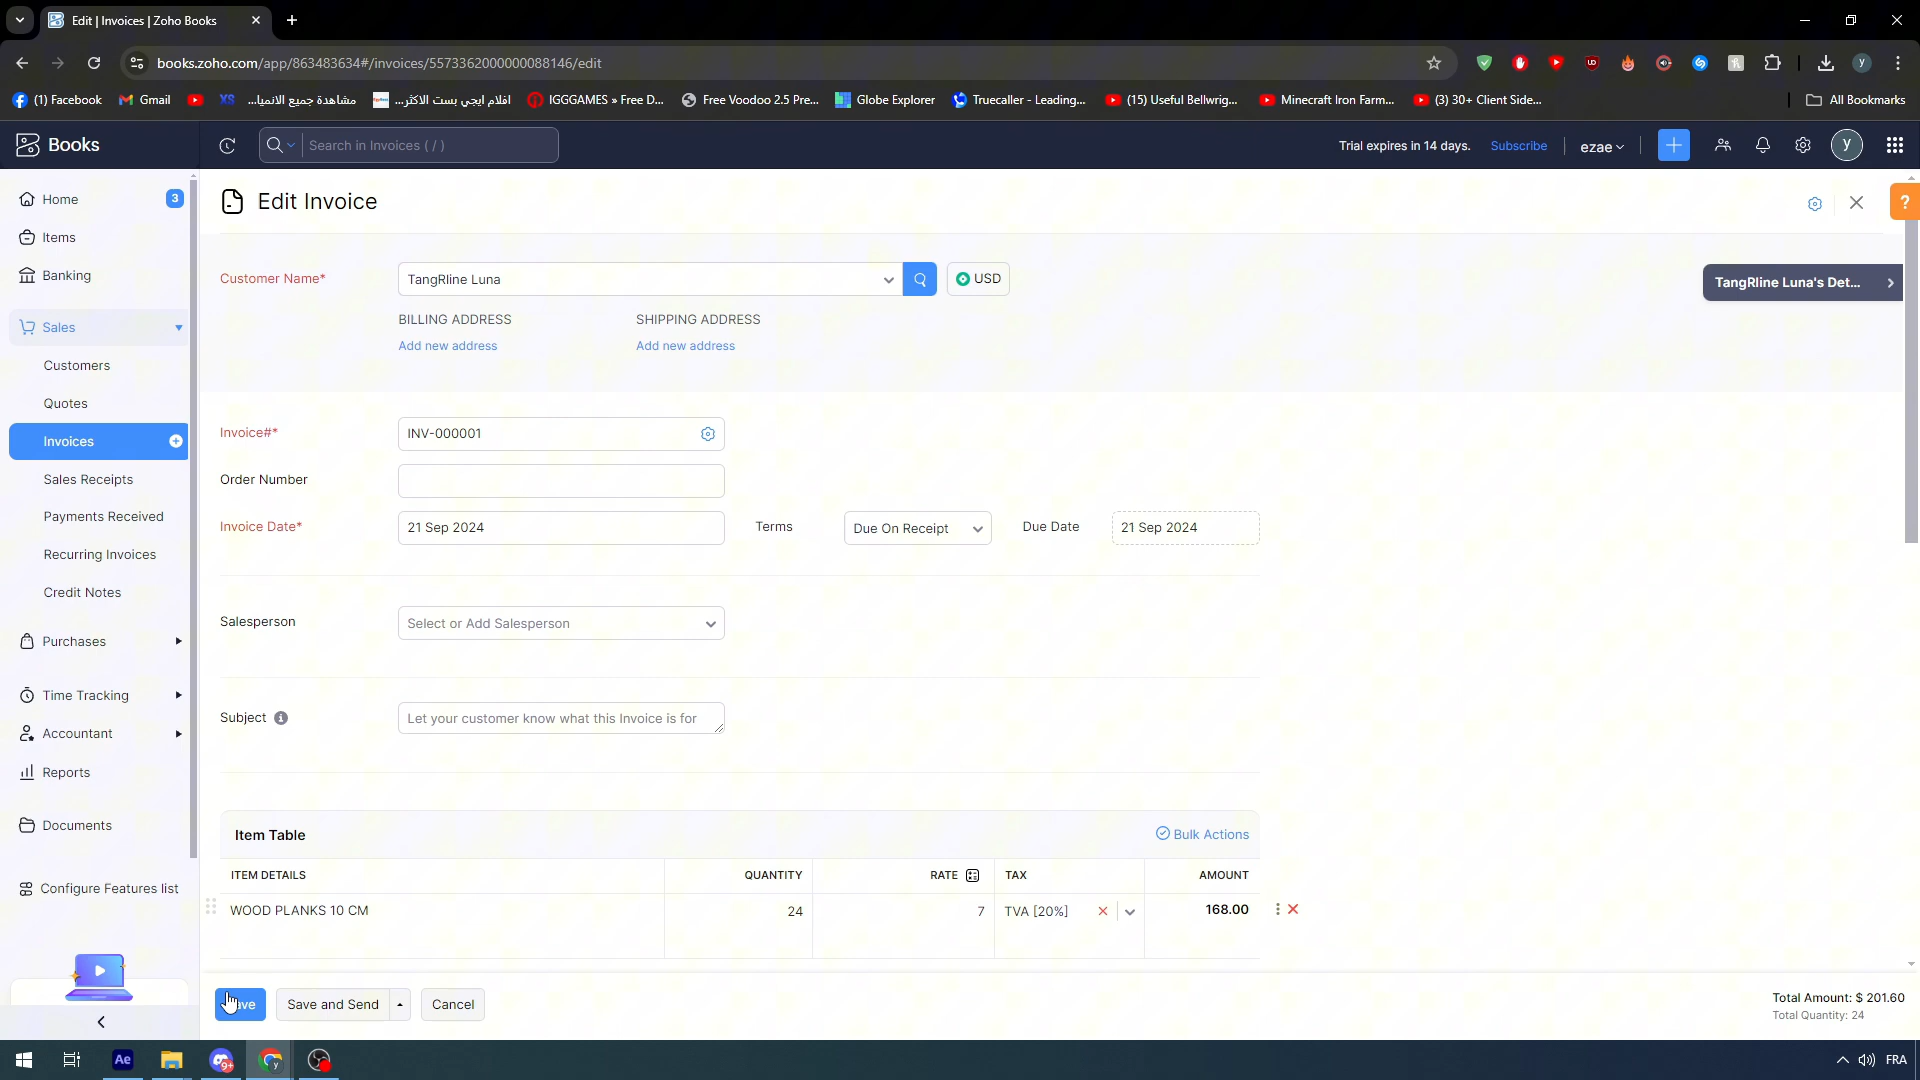 Edit | Invoices | Zoho Books
books.zoho.com/app/863483634#/invoices/5573362000000088146/edit
(1) Facebook
Gmail
مشاهدة جميع الانميا...
افلام ايجي بست الاكثر...
IGGGAMES » Free D...
Free Voodoo 2.5 Pre...
Globe Explorer
Truecaller - Leading...
(15) Useful Bellwrig...
Minecraft Iron Farm...
(3) 30+ Client Side...
All Bookmarks
Books
Search in Invoices ( / )
Trial expires in 14 days.
Subscribe
ezae
y
Home
3
Items
Banking
Sales
Customers
Quotes
Invoices
Sales Receipts
Payments Received
Recurring Invoices
Credit Notes
Purchases
Time Tracking
Accountant
Reports
Documents
Configure Features list
Edit Invoice
?
Customer Name*
TangRline Luna
USD
TangRline Luna's Det...
BILLING ADDRESS
SHIPPING ADDRESS
Add new address
Add new address
Invoice#*
INV-000001
Order Number
Invoice Date*
21 Sep 2024
Terms
Due On Receipt
Due Date
21 Sep 2024
Salesperson
Select or Add Salesperson
Subject
Let your customer know what this Invoice is for
Item Table
Bulk Actions
ITEM DETAILS
QUANTITY
RATE
TAX
AMOUNT
WOOD PLANKS 10 CM
24
7
TVA [20%]
168.00
Save and Send
Cancel
Total Amount: $ 201.60
Total Quantity: 24
Ae
9+
FRA